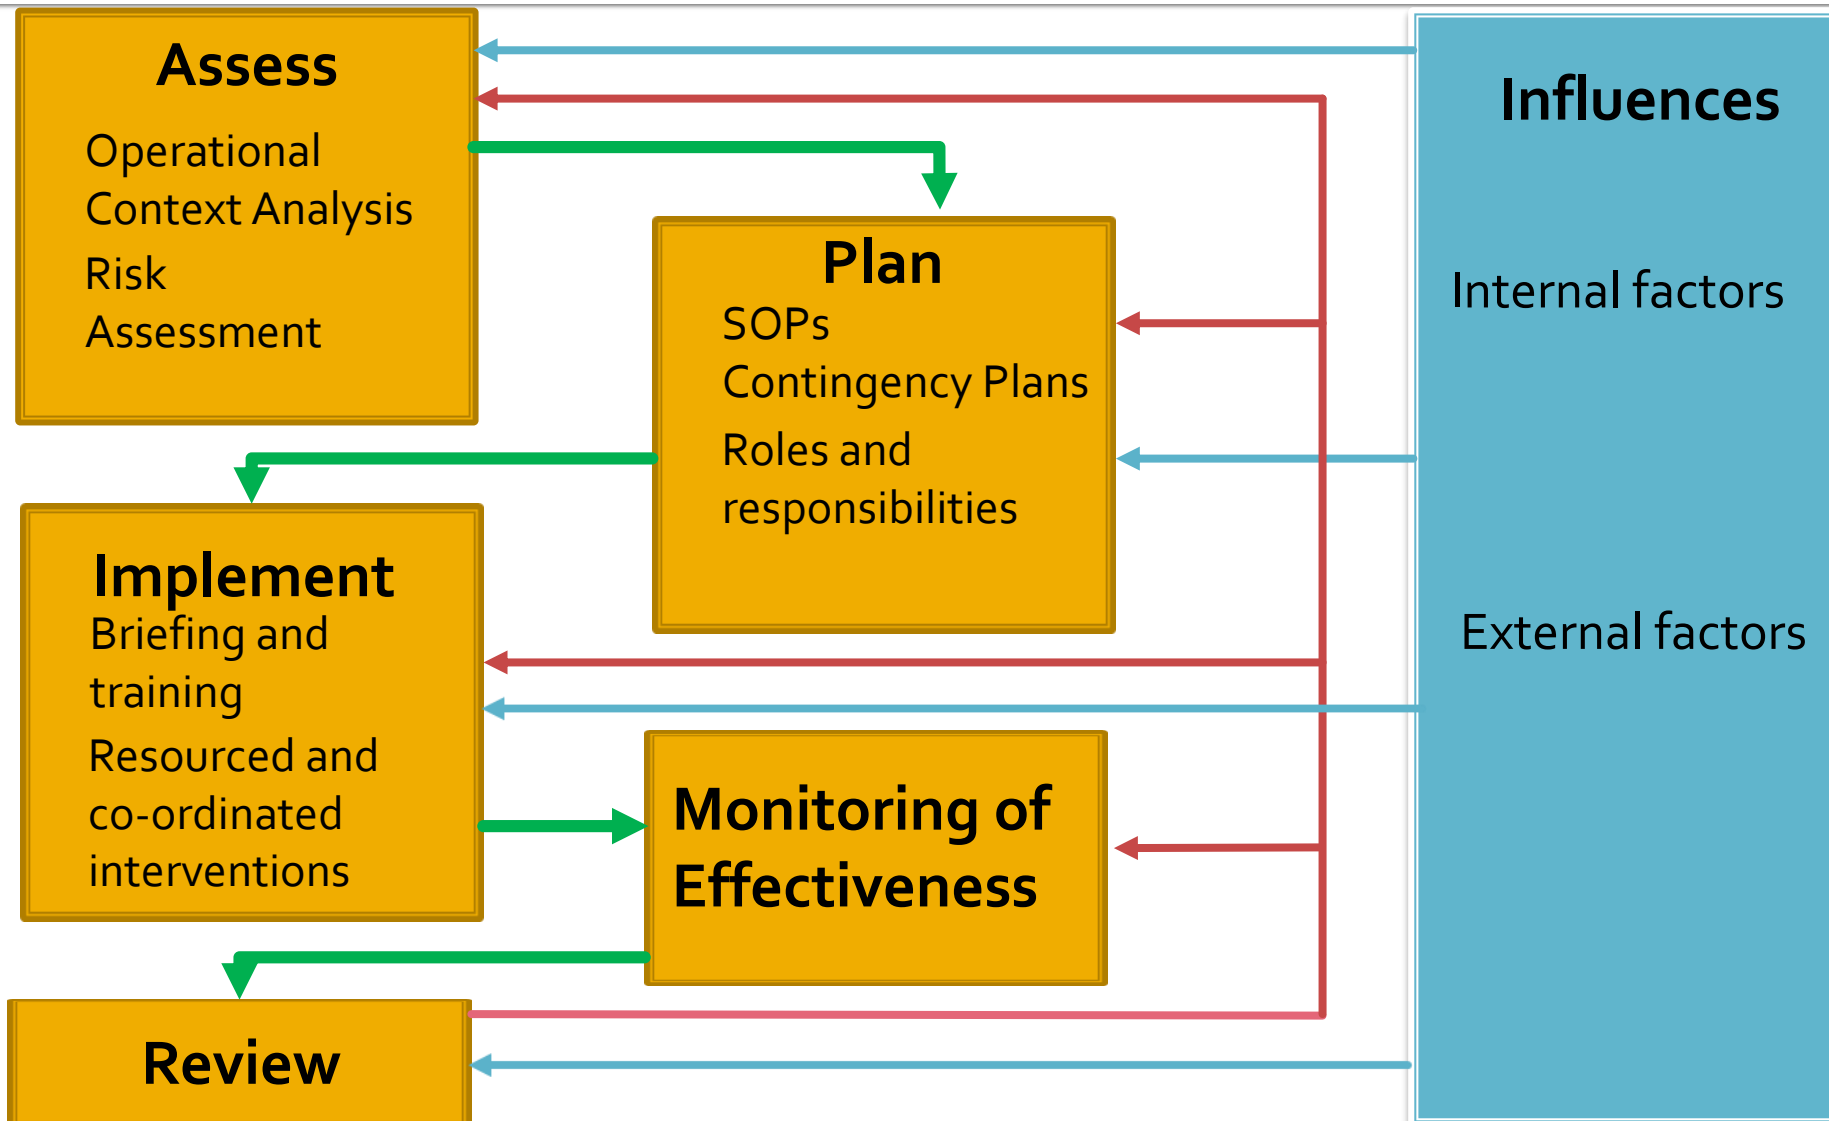 Assess
Operational
Context Analysis
Risk
Assessment
Plan
SOPs
Contingency Plans
Roles and
responsibilities
Implement
Briefing and
training
Resourced and
co-ordinated
interventions
Monitoring of
Effectiveness
Review
Influences
Internal factors
External factors